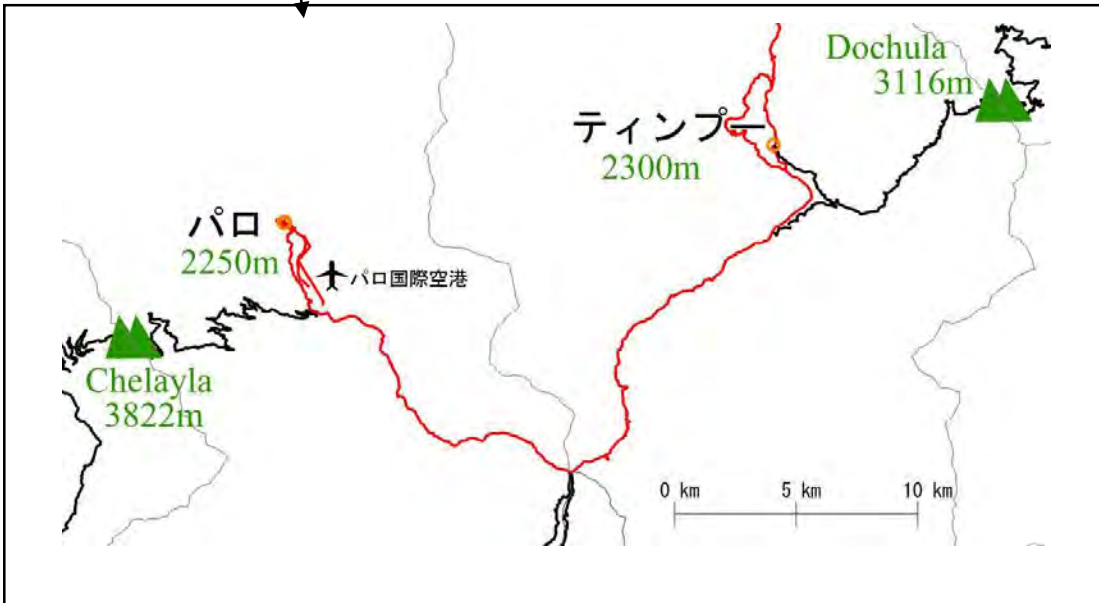 Dochula
3116m
ティンプー
2300m
パロ
2250m
パロ国際空港
Chelayla
3822m
0 km
5 km
10 km